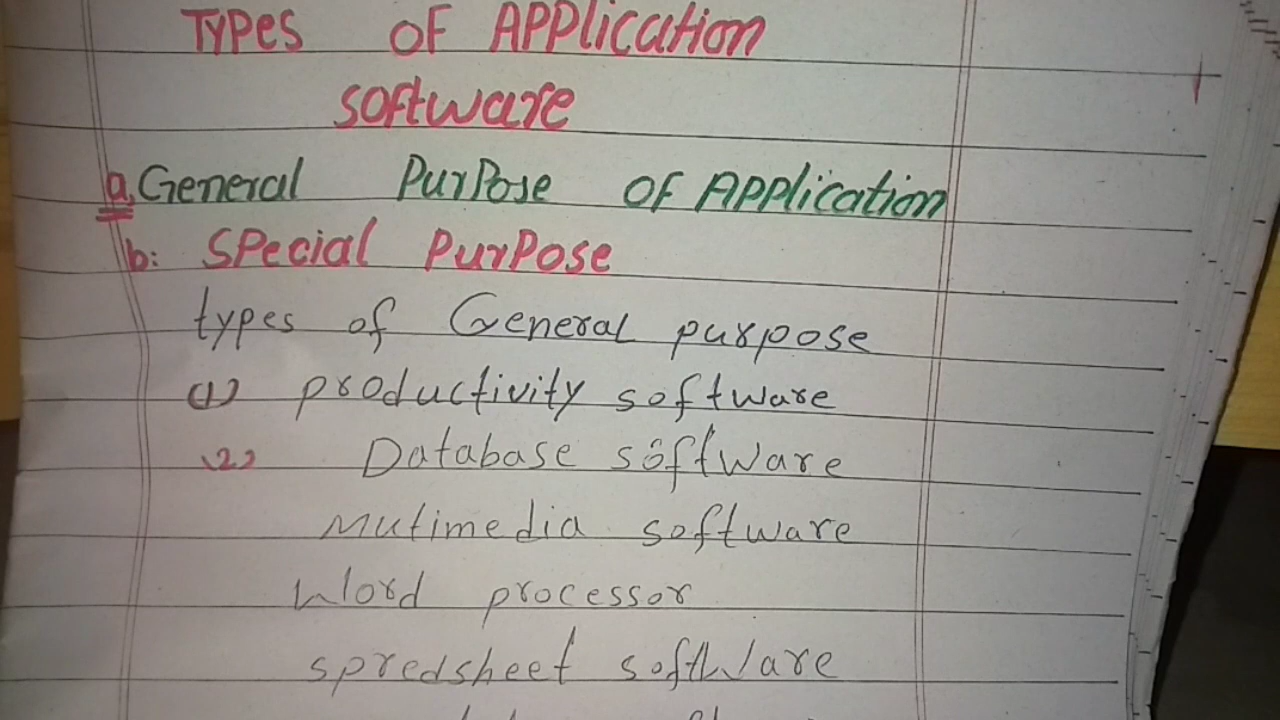 TYPES OF APPlication
software
a, General PurPose OF APPlication
b: SPecial PurPose
types of General purpose
(1) productivity software
(2) Database software
Mutimedia software
Word processor
spredsheet software